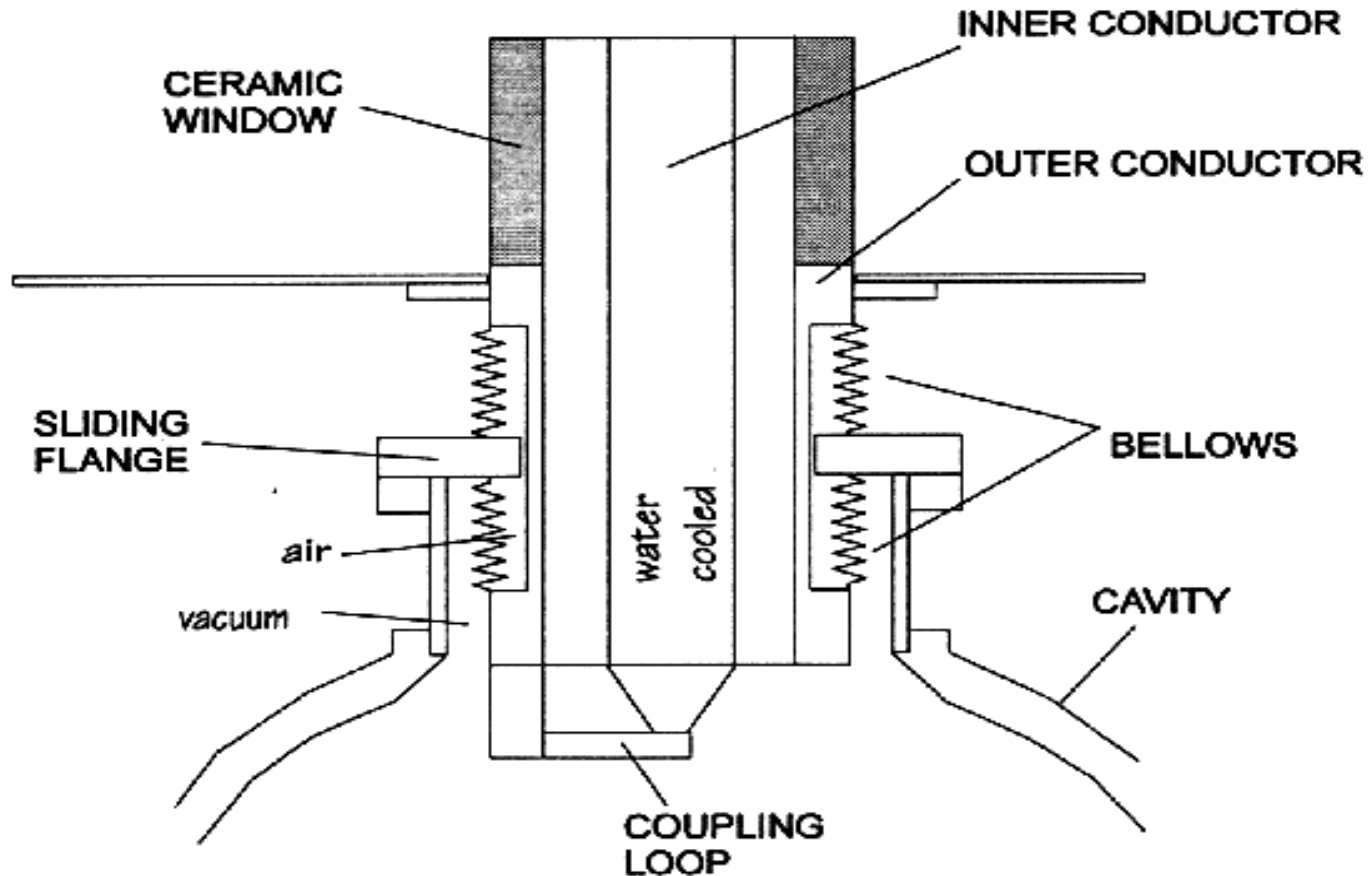 INNER CONDUCTOR
CERAMIC
WINDOW
OUTER CONDUCTOR
SLIDING
FLANGE
BELLOWS
water
cooled
air
vacuum
CAVITY
COUPLING
LOOP